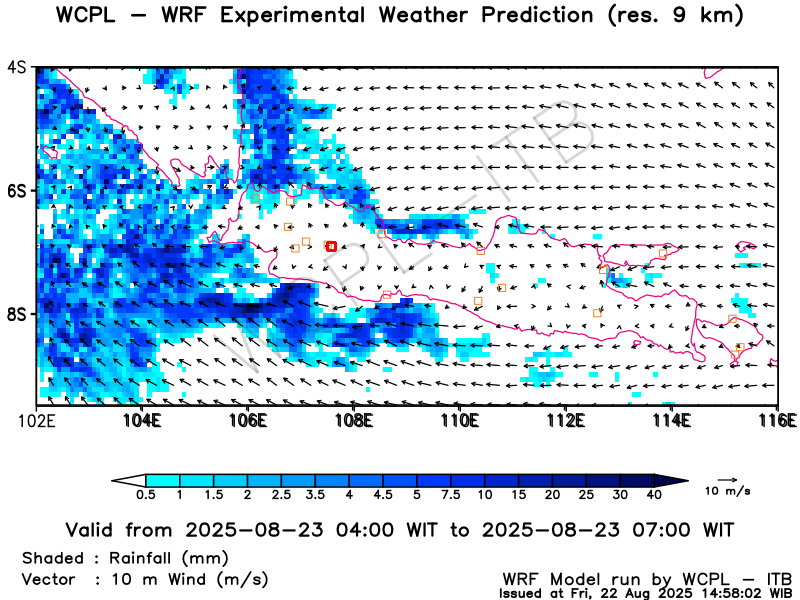 WCPL – WRF Experimental Weather Prediction (res. 9 km)
4S
6S
8S
102E 104E 106E 108E 110E 112E 114E 116E
WCPL-ITB
0.5 1 1.5 2 2.5 3.5 4 4.5 5 7.5 10 15 20 25 30 40
10 m/s
Valid from 2025-08-23 04:00 WIT to 2025-08-23 07:00 WIT
Shaded : Rainfall (mm)
Vector : 10 m Wind (m/s)
WRF Model run by WCPL – ITB
Issued at Fri, 22 Aug 2025 14:58:02 WIB